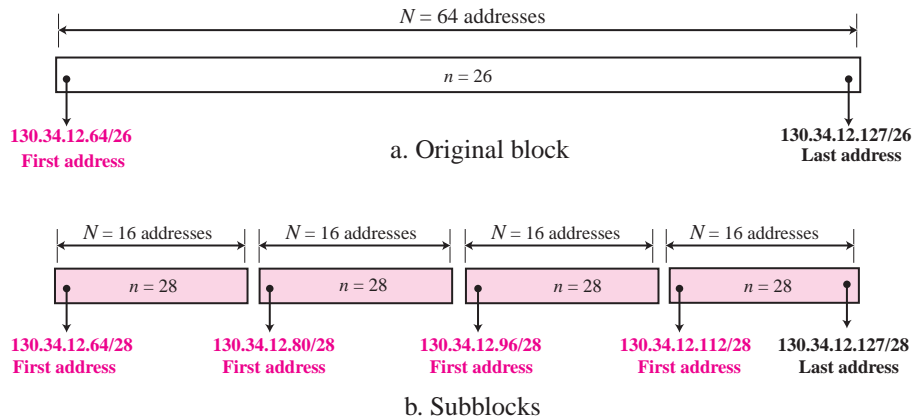 N = 64 addresses
n = 26
130.34.12.64/26
First address
a. Original block
130.34.12.127/26
Last address
N = 16 addresses
N = 16 addresses
N = 16 addresses
N = 16 addresses
n = 28
n = 28
n = 28
n = 28
130.34.12.64/28
First address
130.34.12.80/28
First address
130.34.12.96/28
First address
130.34.12.112/28
First address
130.34.12.127/28
Last address
b. Subblocks